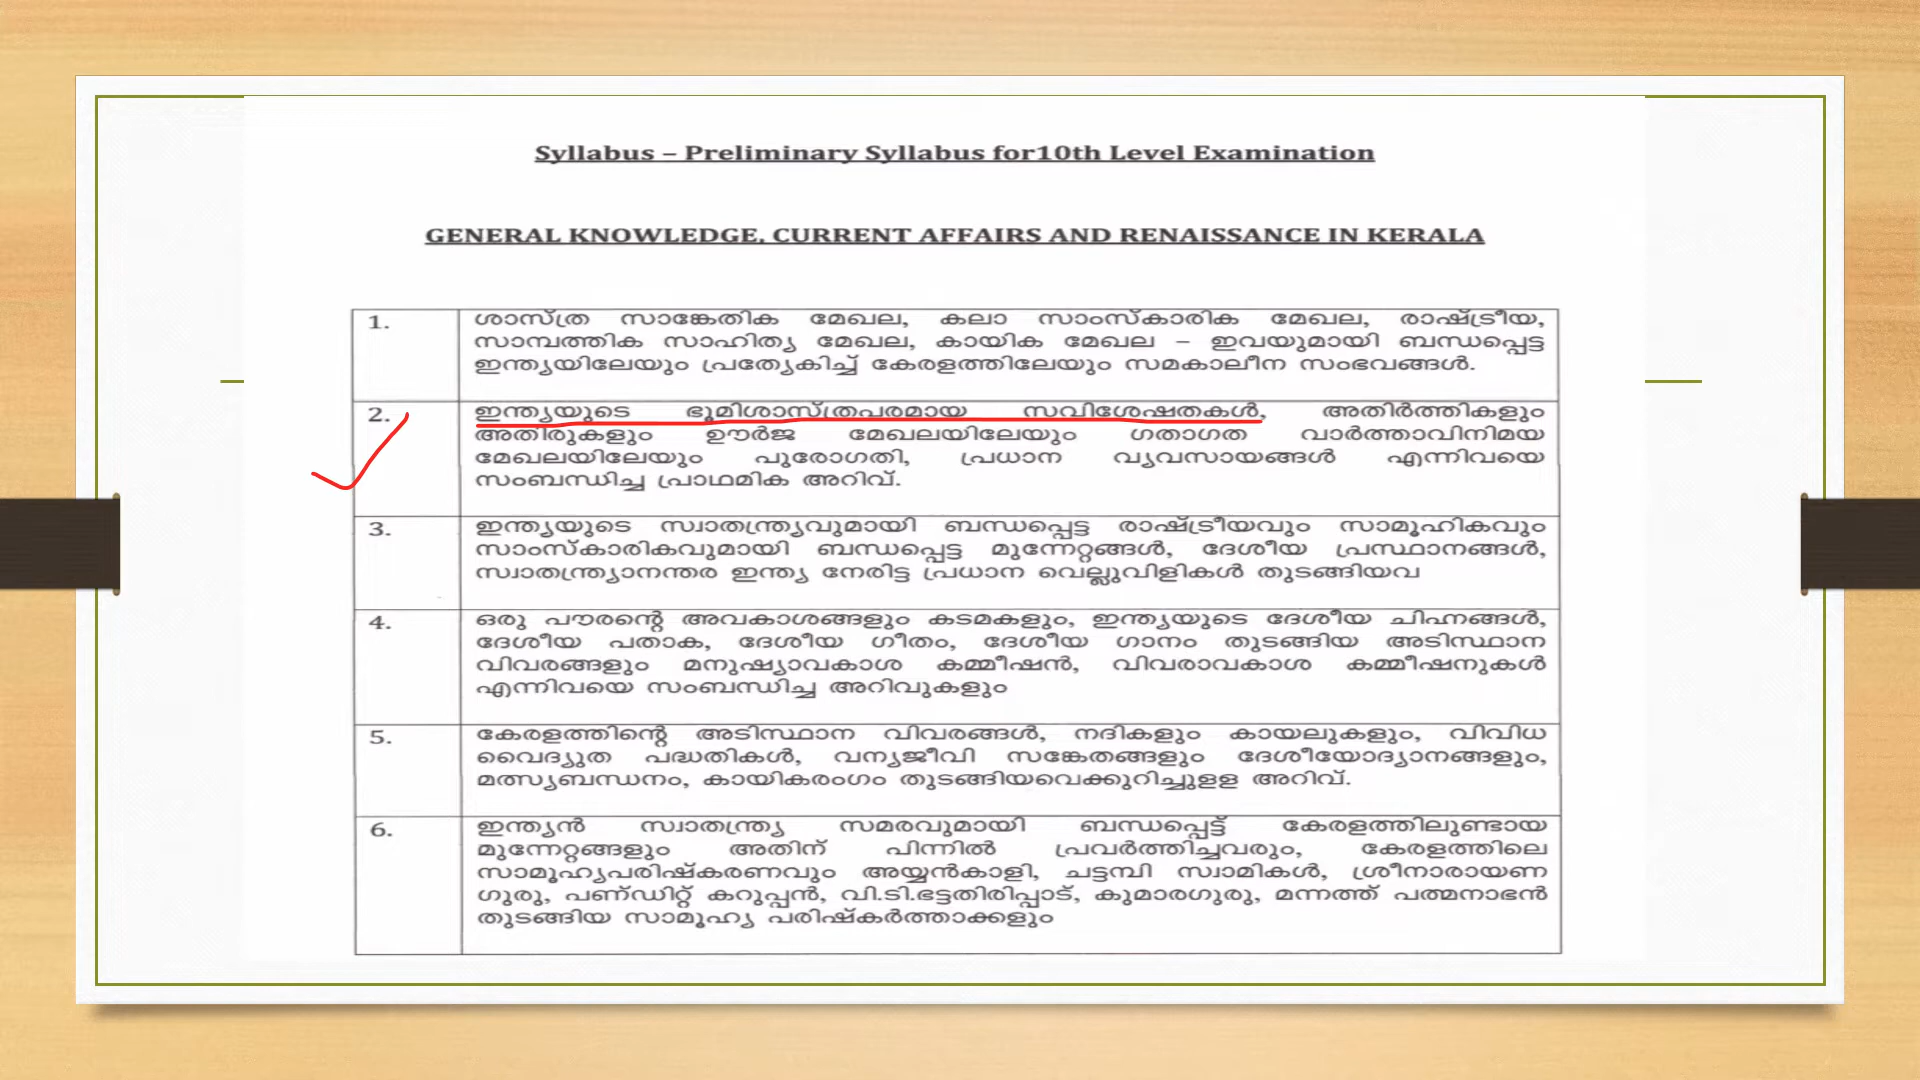 Syllabus – Preliminary Syllabus for10th Level Examination
GENERAL KNOWLEDGE, CURRENT AFFAIRS AND RENAISSANCE IN KERALA
1.
ശാസ്ത്ര സാങ്കേതിക മേഖല, കലാ സാംസ്കാരിക മേഖല, രാഷ്ട്രീയ,
സാമ്പത്തിക സാഹിത്യ മേഖല, കായിക മേഖല – ഇവയുമായി ബന്ധപ്പെട്ട
ഇന്ത്യയിലേയും പ്രത്യേകിച്ച് കേരളത്തിലേയും സമകാലീന സംഭവങ്ങൾ.
2.
ഇന്ത്യയുടെ ഭൂമിശാസ്ത്രപരമായ സവിശേഷതകൾ, അതിർത്തികളും
അതിരുകളും ഊർജ മേഖലയിലേയും ഗതാഗത വാർത്താവിനിമയ
മേഖലയിലേയും പുരോഗതി, പ്രധാന വ്യവസായങ്ങൾ എന്നിവയെ
സംബന്ധിച്ച പ്രാഥമിക അറിവ്.
3.
ഇന്ത്യയുടെ സ്വാതന്ത്ര്യവുമായി ബന്ധപ്പെട്ട രാഷ്ട്രീയവും സാമൂഹികവും
സാംസ്കാരികവുമായി ബന്ധപ്പെട്ട മുന്നേറ്റങ്ങൾ, ദേശീയ പ്രസ്ഥാനങ്ങൾ,
സ്വാതന്ത്ര്യാനന്തര ഇന്ത്യ നേരിട്ട പ്രധാന വെല്ലുവിളികൾ തുടങ്ങിയവ
4.
ഒരു പൗരന്റെ അവകാശങ്ങളും കടമകളും, ഇന്ത്യയുടെ ദേശീയ ചിഹ്നങ്ങൾ,
ദേശീയ പതാക, ദേശീയ ഗീതം, ദേശീയ ഗാനം തുടങ്ങിയ അടിസ്ഥാന
വിവരങ്ങളും മനുഷ്യാവകാശ കമ്മീഷൻ, വിവരാവകാശ കമ്മീഷനുകൾ
എന്നിവയെ സംബന്ധിച്ച അറിവുകളും
5.
കേരളത്തിന്റെ അടിസ്ഥാന വിവരങ്ങൾ, നദികളും കായലുകളും, വിവിധ
വൈദ്യുത പദ്ധതികൾ, വന്യജീവി സങ്കേതങ്ങളും ദേശീയോദ്യാനങ്ങളും,
മത്സ്യബന്ധനം, കായികരംഗം തുടങ്ങിയവെക്കുറിച്ചുളള അറിവ്.
6.
ഇന്ത്യൻ സ്വാതന്ത്ര്യ സമരവുമായി ബന്ധപ്പെട്ട് കേരളത്തിലുണ്ടായ
മുന്നേറ്റങ്ങളും അതിന് പിന്നിൽ പ്രവർത്തിച്ചവരും, കേരളത്തിലെ
സാമൂഹ്യപരിഷ്കരണവും അയ്യൻകാളി, ചട്ടമ്പി സ്വാമികൾ, ശ്രീനാരായണ
ഗുരു, പണ്ഡിറ്റ് കറുപ്പൻ, വി.ടി.ഭട്ടതിരിപ്പാട്, കുമാരഗുരു, മന്നത്ത് പത്മനാഭൻ
തുടങ്ങിയ സാമൂഹ്യ പരിഷ്കർത്താക്കളും